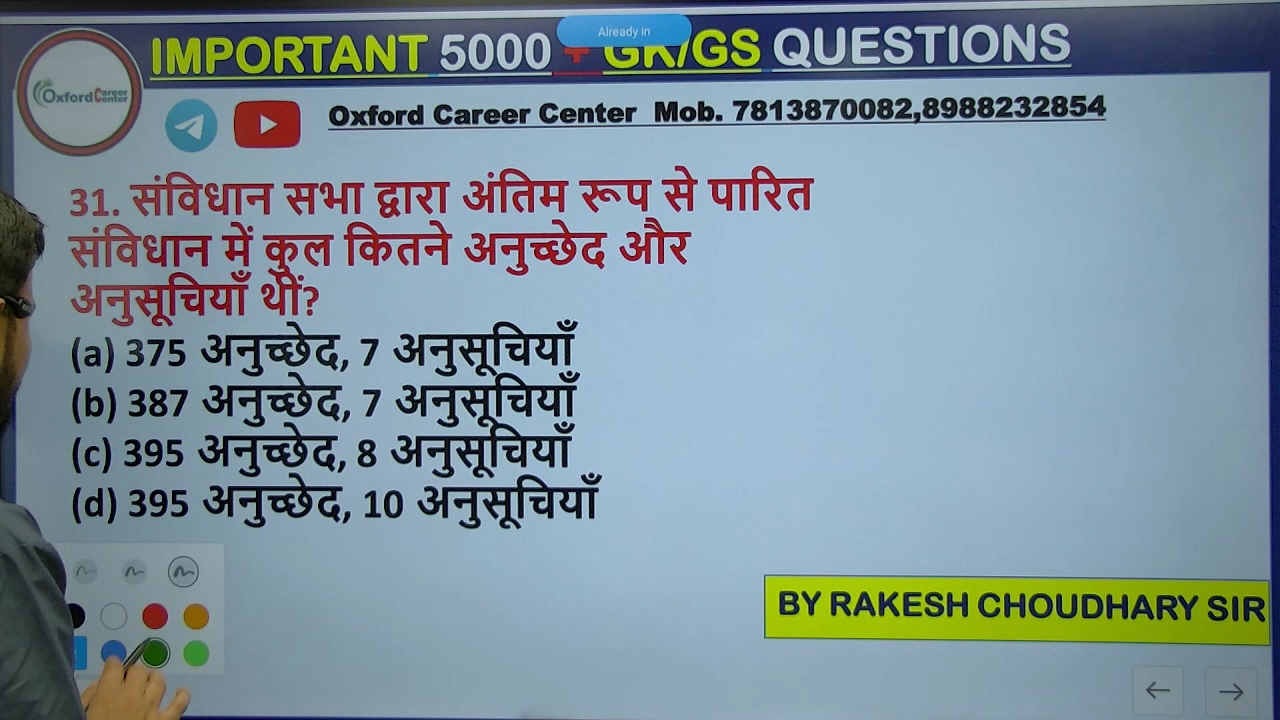 Already in
IMPORTANT 5000 + GK/GS QUESTIONS
Oxford Career Center
Oxford Career Center Mob. 7813870082,8988232854
31. संविधान सभा द्वारा अंतिम रूप से पारित
संविधान में कुल कितने अनुच्छेद और
अनुसूचियाँ थीं?
(a) 375 अनुच्छेद, 7 अनुसूचियाँ
(b) 387 अनुच्छेद, 7 अनुसूचियाँ
(c) 395 अनुच्छेद, 8 अनुसूचियाँ
(d) 395 अनुच्छेद, 10 अनुसूचियाँ
BY RAKESH CHOUDHARY SIR